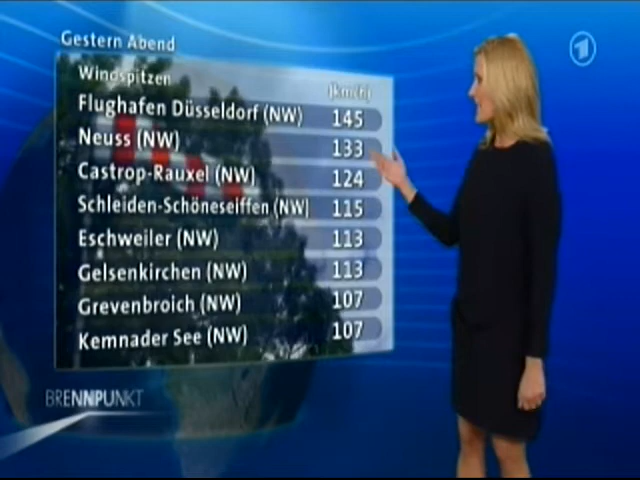 Gestern Abend
Windspitzen (km/h)
Flughafen Düsseldorf (NW) 145
Neuss (NW) 133
Castrop-Rauxel (NW) 124
Schleiden-Schöneseiffen (NW) 115
Eschweiler (NW) 113
Gelsenkirchen (NW) 113
Grevenbroich (NW) 107
Kemnader See (NW) 107
BRENNPUNKT
1